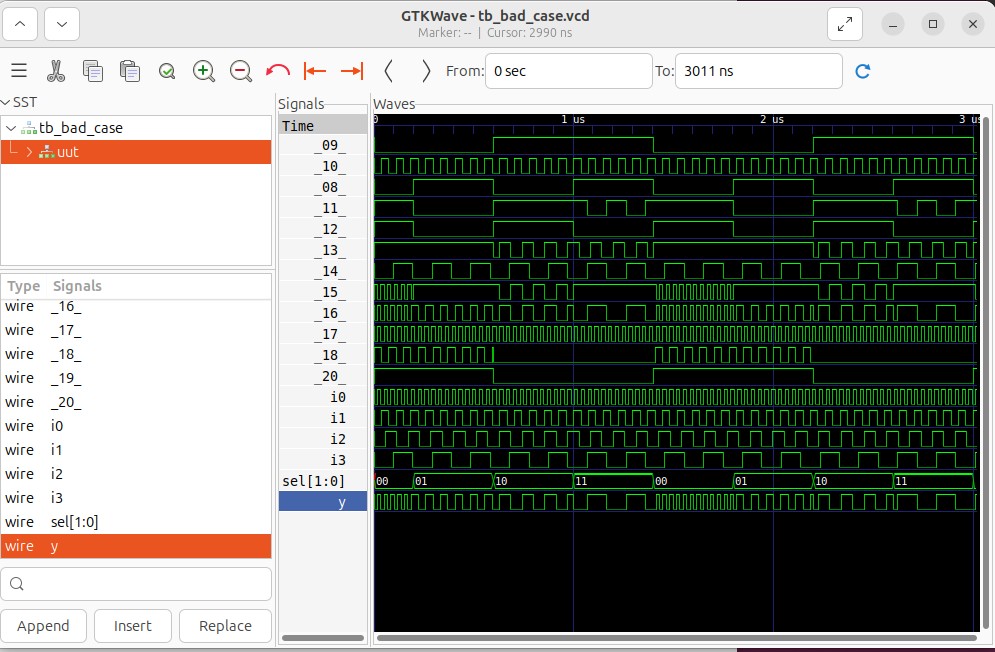 GTKWave - tb_bad_case.vcd
Marker: -- | Cursor: 2990 ns
From: 0 sec To: 3011 ns
SST
tb_bad_case
uut
Type Signals
wire _16_
wire _17_
wire _18_
wire _19_
wire _20_
wire i0
wire i1
wire i2
wire i3
wire sel[1:0]
wire y
Append Insert Replace
Signals
Time
_09_
_10_
_08_
_11_
_12_
_13_
_14_
_15_
_16_
_17_
_18_
_20_
i0
i1
i2
i3
sel[1:0]
y
Waves
0 1 us 2 us 3 us
00 01 10 11 00 01 10 11